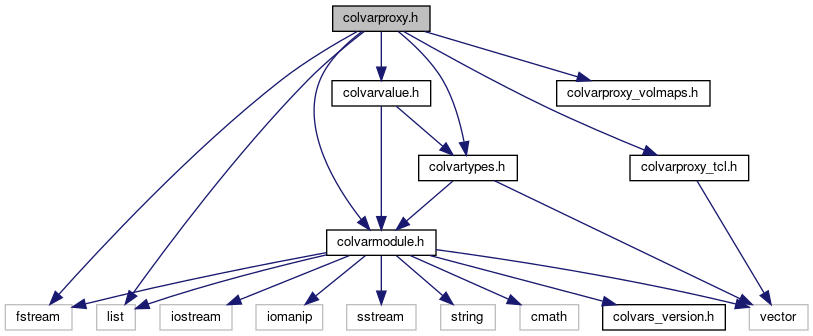 colvarproxy.h
colvarvalue.h
colvarproxy_volmaps.h
colvartypes.h
colvarproxy_tcl.h
colvarmodule.h
fstream
list
iostream
iomanip
sstream
string
cmath
colvars_version.h
vector